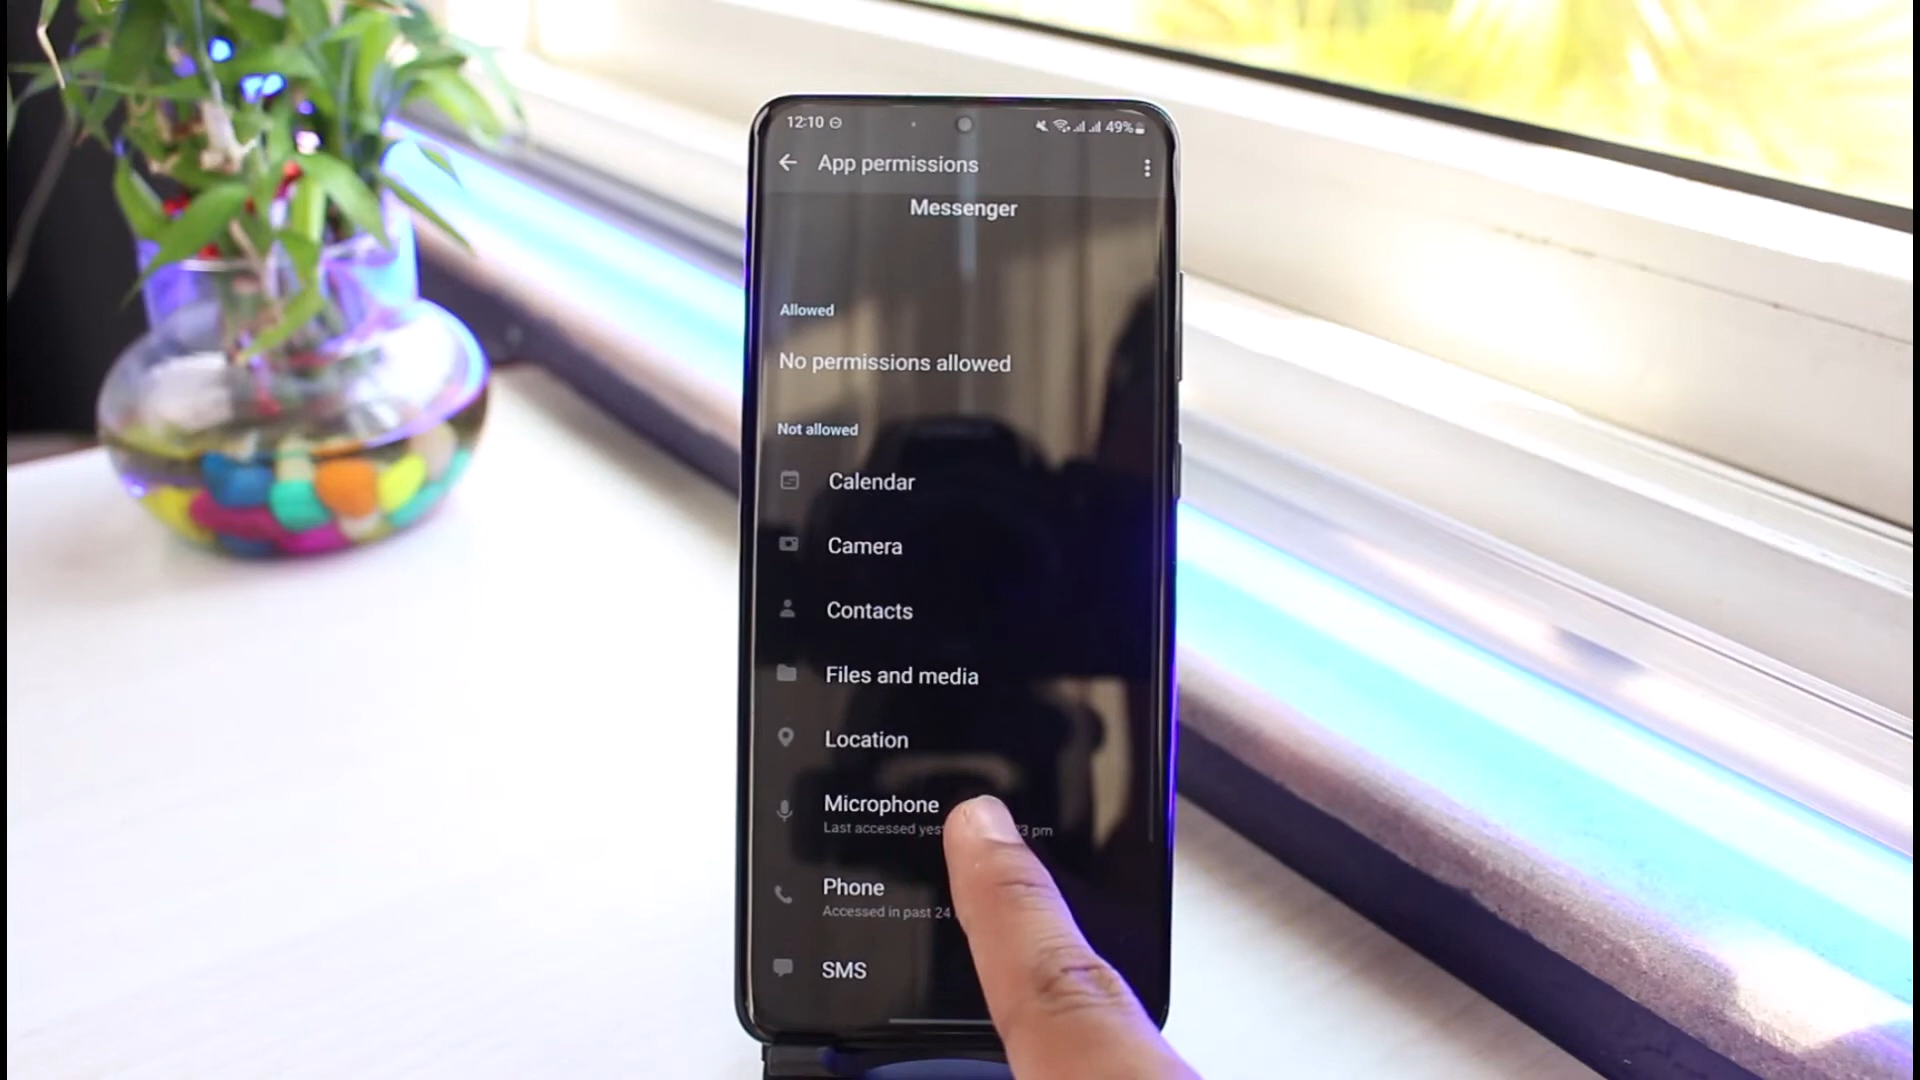 12:10 49%
App permissions
Messenger
Allowed
No permissions allowed
Not allowed
Calendar
Camera
Contacts
Files and media
Location
Microphone
Last accessed pm
Phone
Accessed in past 24
SMS